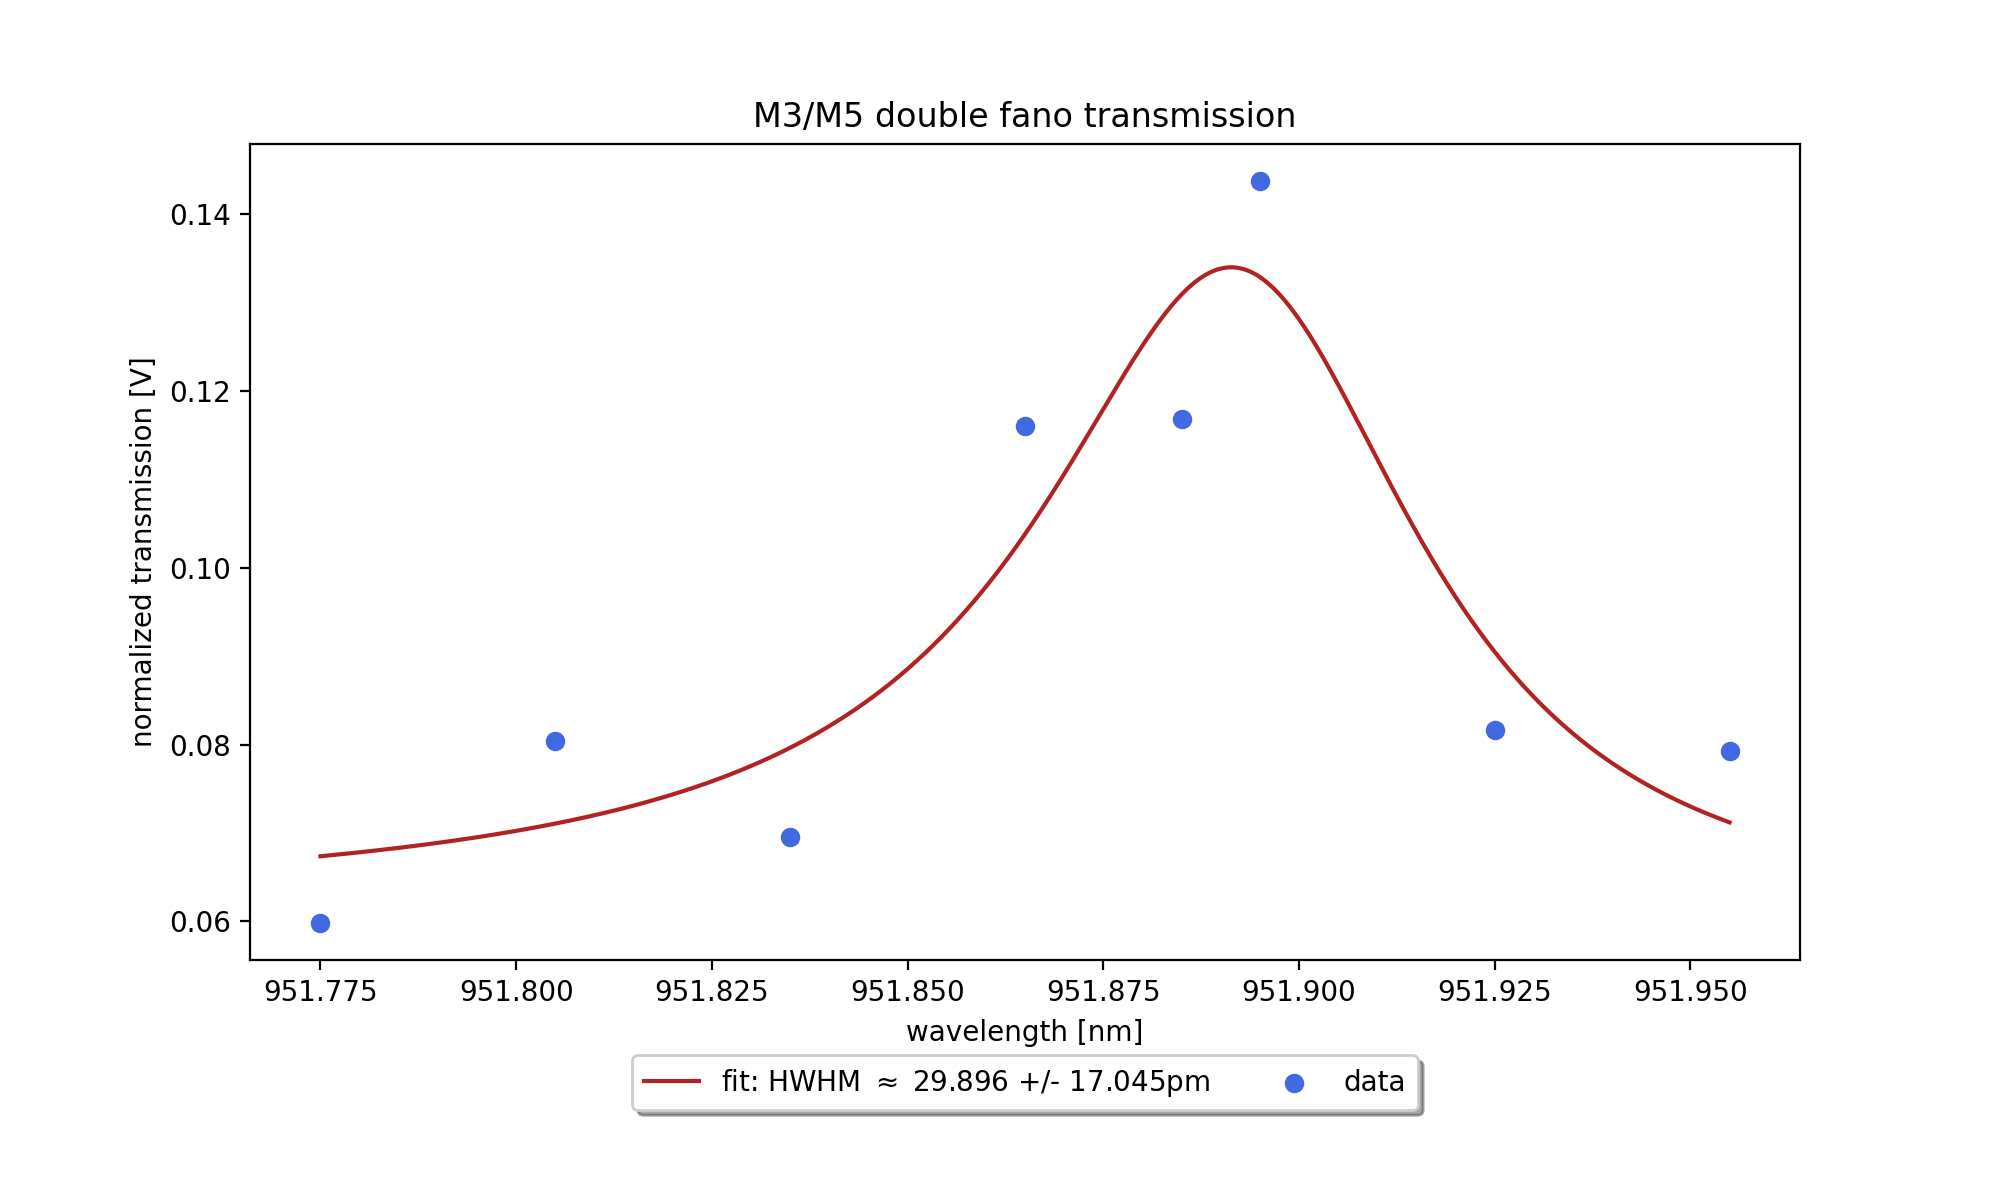 M3/M5 double fano transmission
normalized transmission [V]
0.14
0.12
0.10
0.08
0.06
951.775 951.800 951.825 951.850 951.875 951.900 951.925 951.950
wavelength [nm]
fit: HWHM ≈ 29.896 +/- 17.045pm data